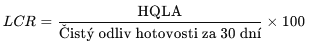 LCR = HQLA / Čistý odliv hotovosti za 30 dní × 100